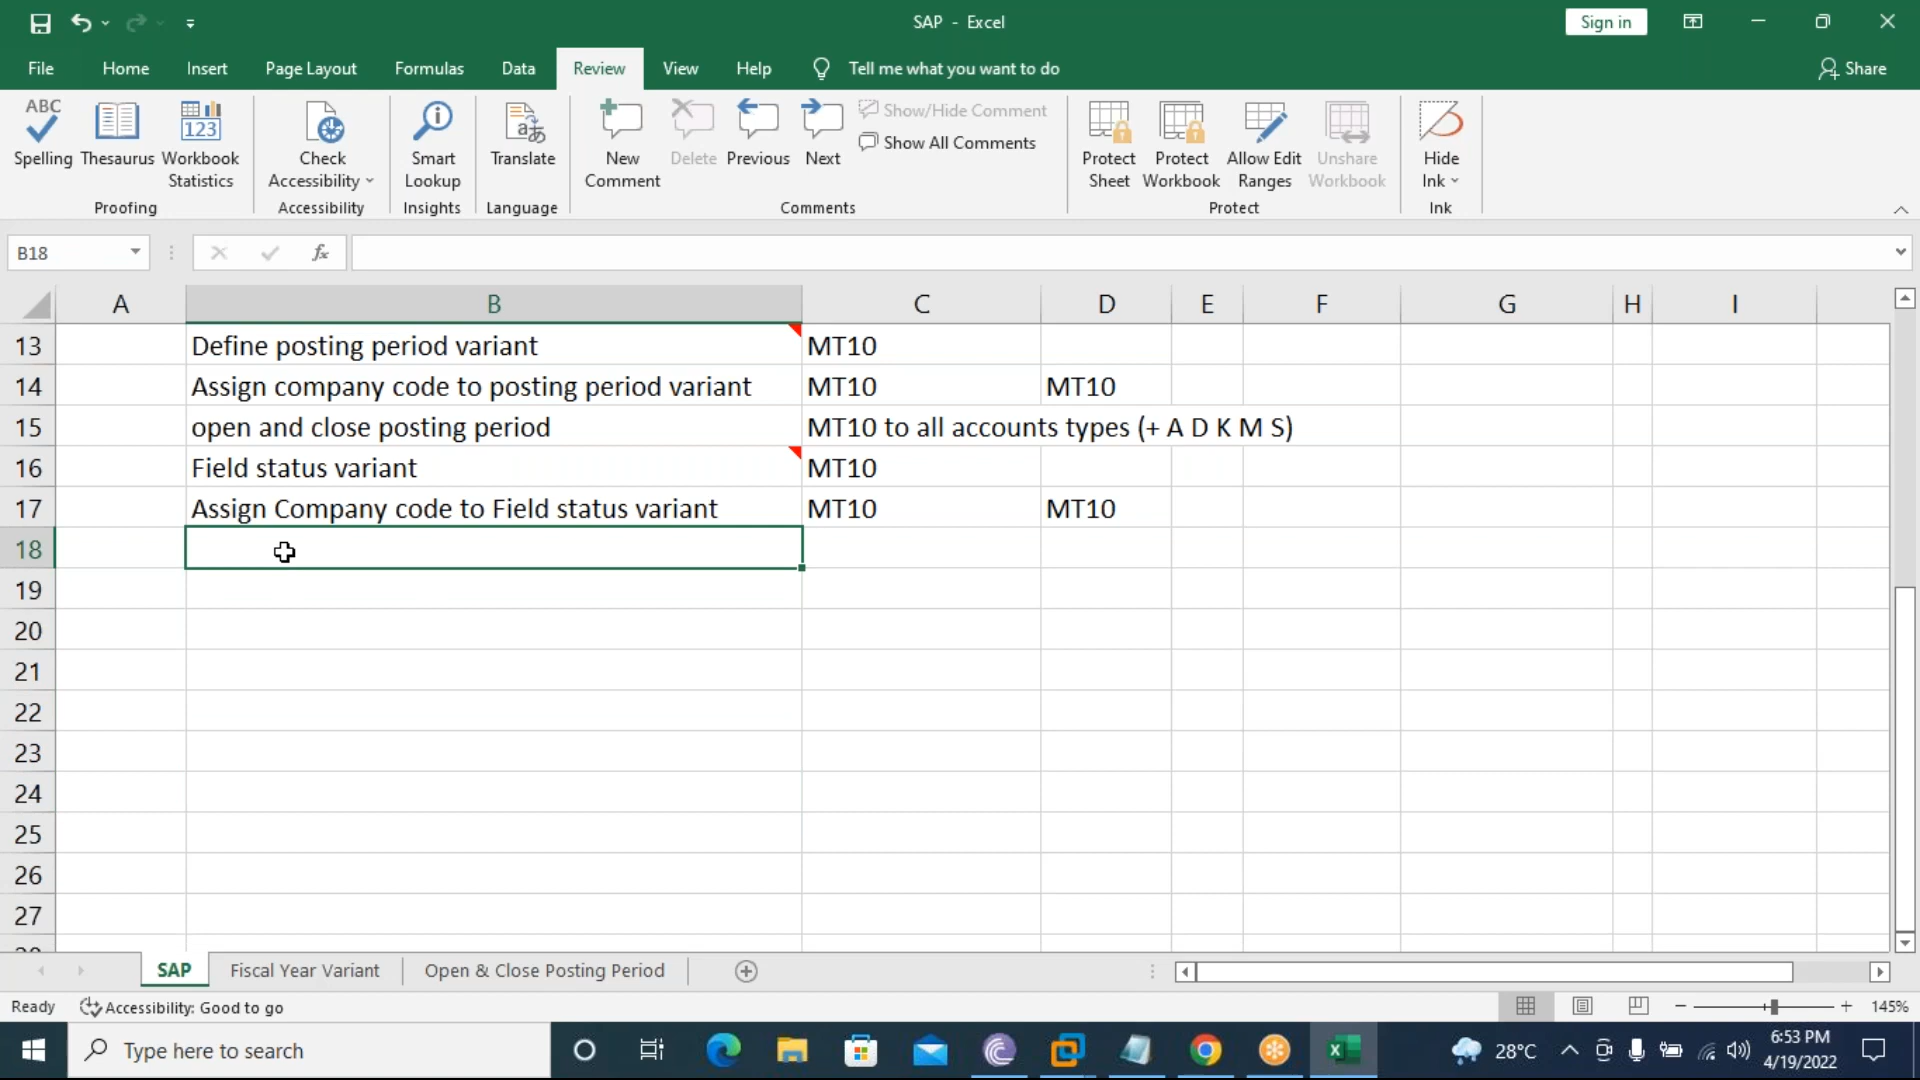 SAP - Excel
Sign in
File Home Insert Page Layout Formulas Data Review View Help Tell me what you want to do Share
ABC
Spelling Thesaurus Workbook Statistics
Proofing
Check Accessibility
Accessibility
Smart Lookup
Insights
Translate
Language
New Comment Delete Previous Next
Show/Hide Comment
Show All Comments
Comments
Protect Sheet Protect Workbook Allow Edit Ranges Unshare Workbook
Protect
Hide Ink
Ink
B18 fx
A B C D E F G H I
13 Define posting period variant MT10
14 Assign company code to posting period variant MT10 MT10
15 open and close posting period MT10 to all accounts types (+ A D K M S)
16 Field status variant MT10
17 Assign Company code to Field status variant MT10 MT10
18
19
20
21
22
23
24
25
26
27
SAP Fiscal Year Variant Open & Close Posting Period
Ready Accessibility: Good to go 145%
Type here to search 28°C 6:53 PM
4/19/2022